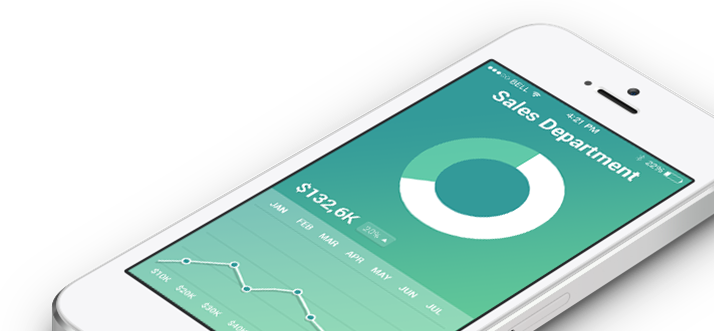 BELL 4:21 PM 22%
Sales Department
$132,6K 20% ▲
JAN FEB MAR APR MAY JUN JUL
$10K $20K $30K $40K